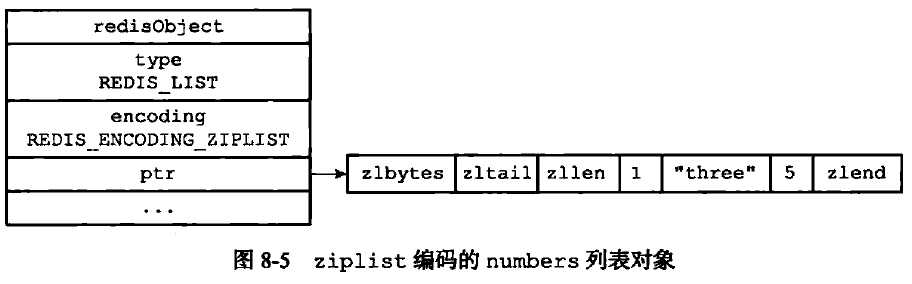 redisObject
type
REDIS_LIST
encoding
REDIS_ENCODING_ZIPLIST
ptr
zlbytes zltail zllen 1 "three" 5 zlend
...
图 8-5 ziplist 编码的 numbers 列表对象